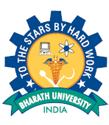 TO THE STARS BY HARD WORK
BHARATH UNIVERSITY
INDIA